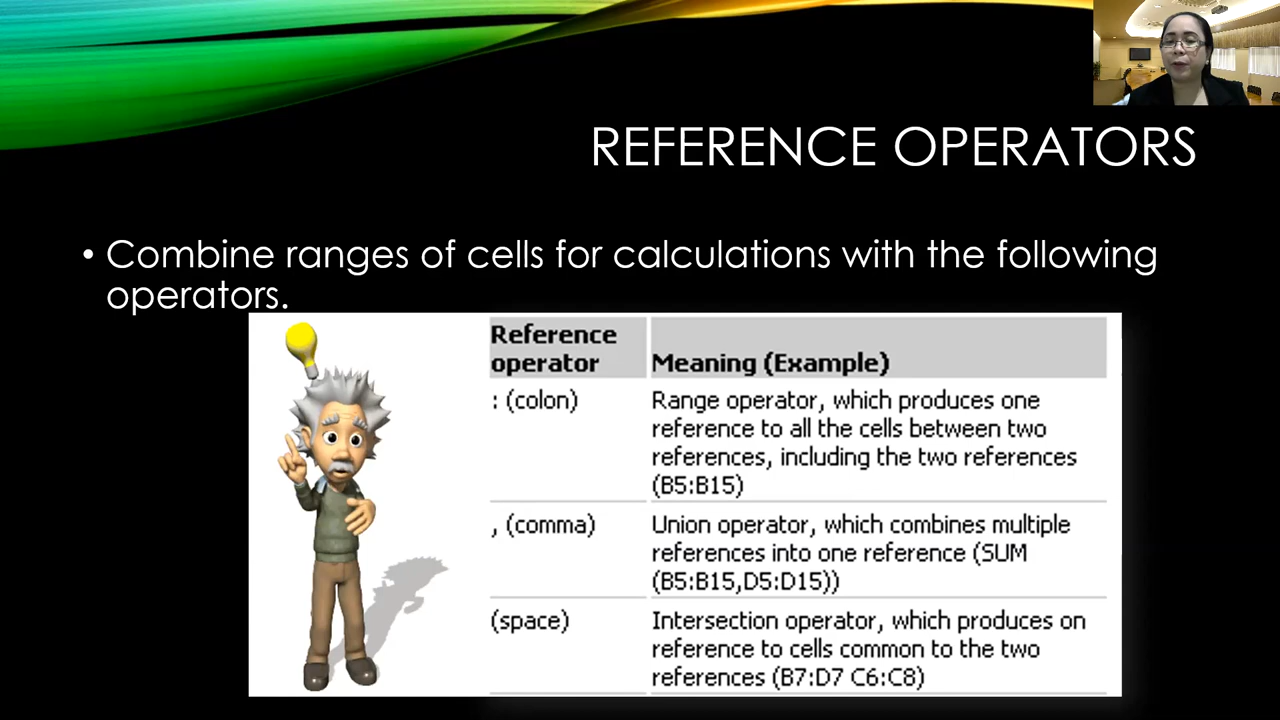 REFERENCE OPERATORS
• Combine ranges of cells for calculations with the following
operators.
Reference
operator
Meaning (Example)
: (colon)
Range operator, which produces one
reference to all the cells between two
references, including the two references
(B5:B15)
, (comma)
Union operator, which combines multiple
references into one reference (SUM
(B5:B15,D5:D15))
(space)
Intersection operator, which produces on
reference to cells common to the two
references (B7:D7 C6:C8)